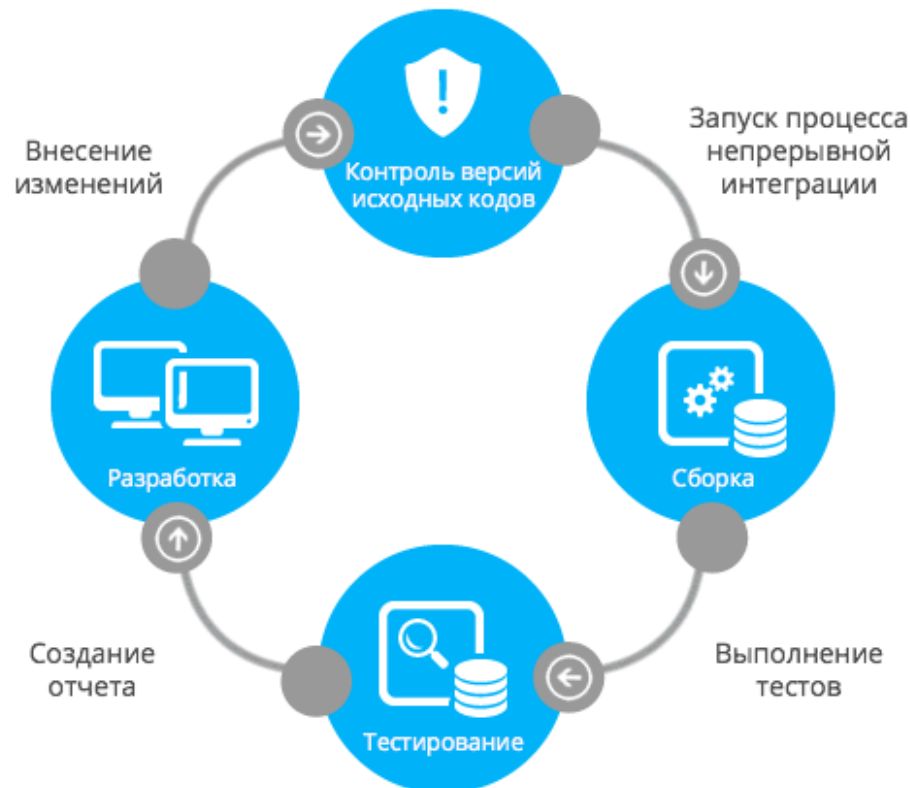 Контроль версий
исходных кодов
Запуск процесса
непрерывной
интеграции
Сборка
Выполнение
тестов
Тестирование
Создание
отчета
Разработка
Внесение
изменений